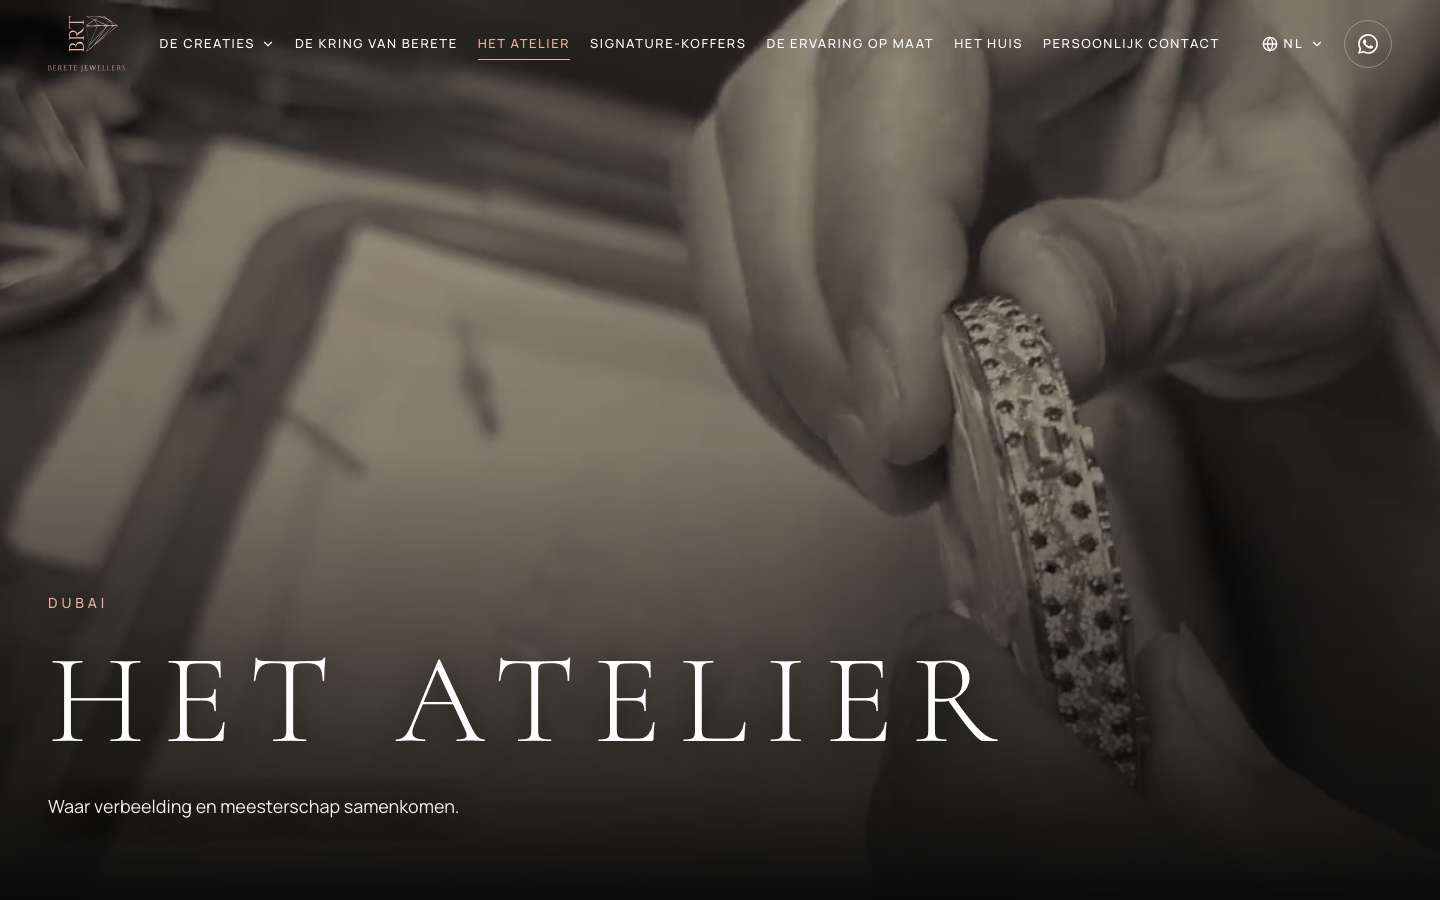 BRT
BERETE JEWELLERS
DE CREATIES
DE KRING VAN BERETE
HET ATELIER
SIGNATURE-KOFFERS
DE ERVARING OP MAAT
HET HUIS
PERSOONLIJK CONTACT
NL
DUBAI
HET ATELIER
Waar verbeelding en meesterschap samenkomen.